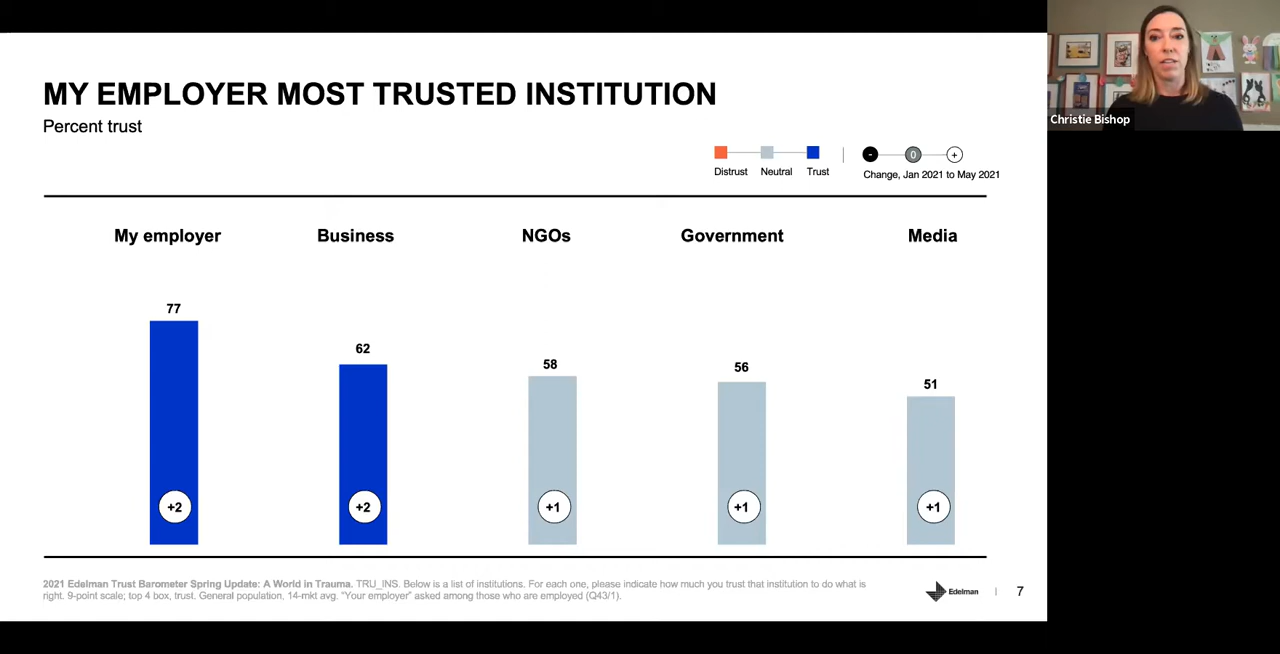 MY EMPLOYER MOST TRUSTED INSTITUTION
Percent trust
Christie Bishop
Distrust Neutral Trust
- 0 +
Change, Jan 2021 to May 2021
My employer Business NGOs Government Media
77 62 58 56 51
+2 +2 +1 +1 +1
2021 Edelman Trust Barometer Spring Update: A World in Trauma. TRU_INS. Below is a list of institutions. For each one, please indicate how much you trust that institution to do what is
right. 9-point scale; top 4 box, trust. General population, 14-mkt avg. "Your employer" asked among those who are employed (Q43/1).
Edelman 7